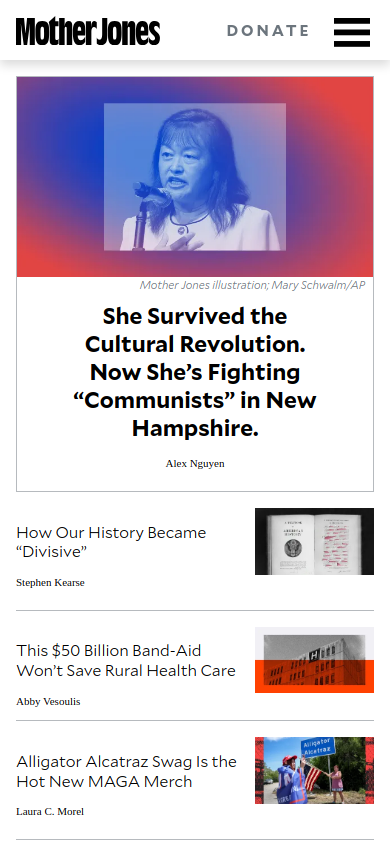 Mother Jones
DONATE
Mother Jones illustration; Mary Schwalm/AP
She Survived the
Cultural Revolution.
Now She’s Fighting
“Communists” in New
Hampshire.
Alex Nguyen
How Our History Became
“Divisive”
Stephen Kearse
This $50 Billion Band-Aid
Won’t Save Rural Health Care
Abby Vesoulis
H
Alligator Alcatraz Swag Is the
Hot New MAGA Merch
Laura C. Morel
Alligator
Alcatraz